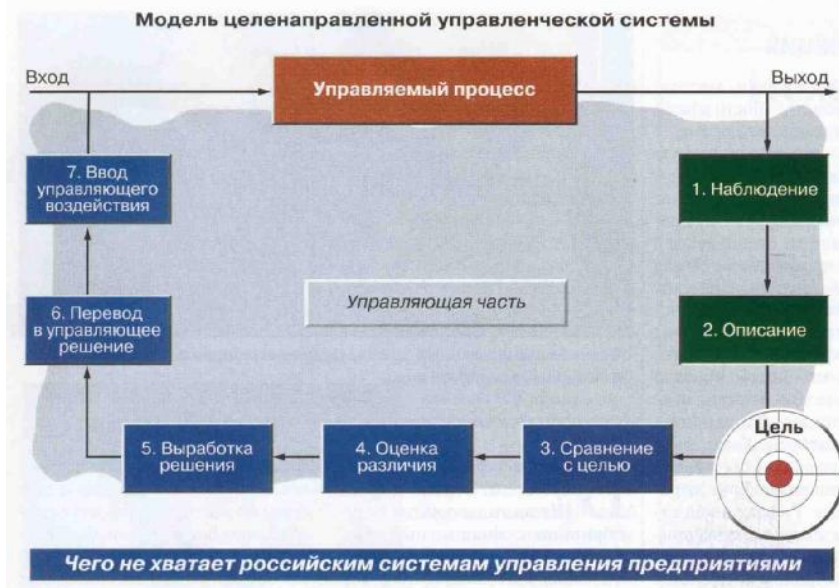 Модель целенаправленной управленческой системы
Вход
Управляемый процесс
Выход
7. Ввод
управляющего
воздействия
1. Наблюдение
6. Перевод
в управляющее
решение
Управляющая часть
2. Описание
5. Выработка
решения
4. Оценка
различия
3. Сравнение
с целью
Цель
Чего не хватает российским системам управления предприятиями